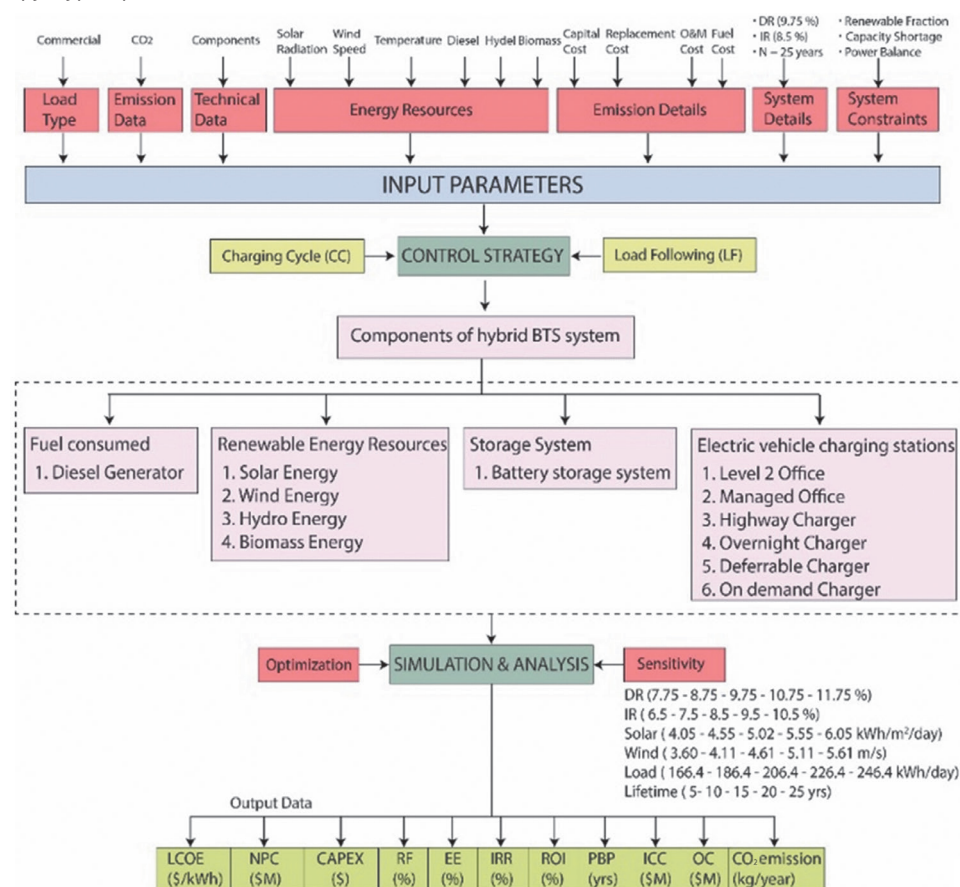 Commercial
CO2
Components
Solar
Radiation
Wind
Speed
Temperature
Diesel
Hydel
Biomass
Capital
Cost
Replacement
Cost
O&M
Cost
Fuel
Cost
• DR (9.75 %)
• IR (8.5 %)
• N – 25 years
• Renewable Fraction
• Capacity Shortage
• Power Balance
Load
Type
Emission
Data
Technical
Data
Energy Resources
Emission Details
System
Details
System
Constraints
INPUT PARAMETERS
Charging Cycle (CC)
CONTROL STRATEGY
Load Following (LF)
Components of hybrid BTS system
Fuel consumed
1. Diesel Generator
Renewable Energy Resources
1. Solar Energy
2. Wind Energy
3. Hydro Energy
4. Biomass Energy
Storage System
1. Battery storage system
Electric vehicle charging stations
1. Level 2 Office
2. Managed Office
3. Highway Charger
4. Overnight Charger
5. Deferrable Charger
6. On demand Charger
Optimization
SIMULATION & ANALYSIS
Sensitivity
DR (7.75 - 8.75 - 9.75 - 10.75 - 11.75 %)
IR ( 6.5 - 7.5 - 8.5 - 9.5 - 10.5 %)
Solar ( 4.05 - 4.55 - 5.02 - 5.55 - 6.05 kWh/m²/day)
Wind ( 3.60 - 4.11 - 4.61 - 5.11 - 5.61 m/s)
Load ( 166.4 - 186.4 - 206.4 - 226.4 - 246.4 kWh/day)
Lifetime ( 5- 10 - 15 - 20 - 25 yrs)
Output Data
LCOE
($/kWh)
NPC
($M)
CAPEX
($)
RF
(%)
EE
(%)
IRR
(%)
ROI
(%)
PBP
(yrs)
ICC
($M)
OC
($M)
CO₂ emission
(kg/year)